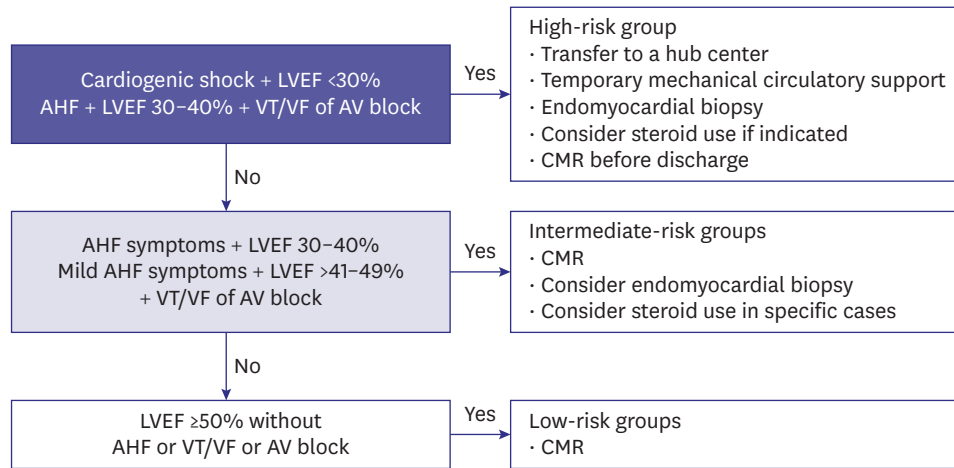 Cardiogenic shock + LVEF <30%
AHF + LVEF 30–40% + VT/VF of AV block
Yes
High-risk group
· Transfer to a hub center
· Temporary mechanical circulatory support
· Endomyocardial biopsy
· Consider steroid use if indicated
· CMR before discharge
No
AHF symptoms + LVEF 30–40%
Mild AHF symptoms + LVEF >41–49%
+ VT/VF of AV block
Yes
Intermediate-risk groups
· CMR
· Consider endomyocardial biopsy
· Consider steroid use in specific cases
No
LVEF ≥50% without
AHF or VT/VF or AV block
Yes
Low-risk groups
· CMR